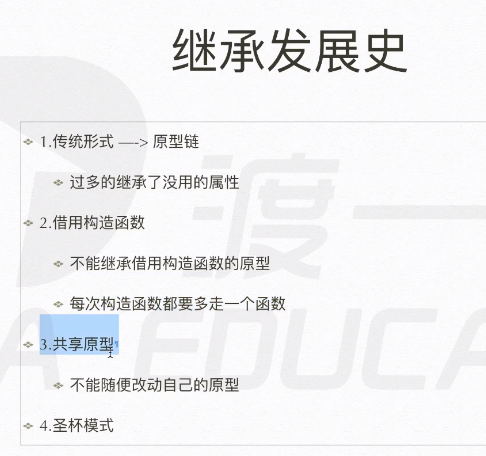 继承发展史
1.传统形式 —-> 原型链
过多的继承了没用的属性
2.借用构造函数
不能继承借用构造函数的原型
每次构造函数都要多走一个函数
3.共享原型
不能随便改动自己的原型
4.圣杯模式
渡一
A EDUCA